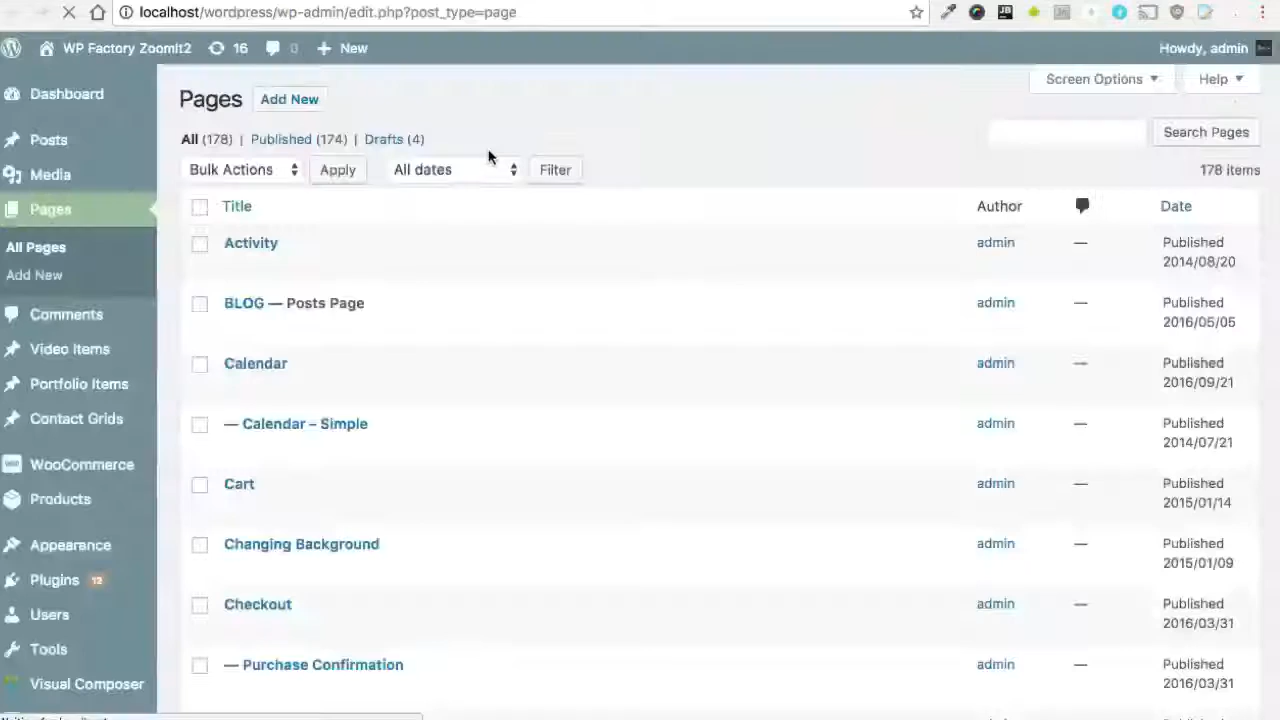 localhost/wordpress/wp-admin/edit.php?post_type=page
WP Factory Zoomit2 16 0 New Howdy, admin
Screen Options Help
Dashboard
Posts
Media
Pages
All Pages
Add New
Comments
Video Items
Portfolio Items
Contact Grids
WooCommerce
Products
Appearance
Plugins 12
Users
Tools
Visual Composer
Pages Add New
All (178) | Published (174) | Drafts (4)
Search Pages
Bulk Actions Apply All dates Filter 178 items
Title Author Date
Activity admin — Published 2014/08/20
BLOG — Posts Page admin — Published 2016/05/05
Calendar admin — Published 2016/09/21
— Calendar – Simple admin — Published 2014/07/21
Cart admin — Published 2015/01/14
Changing Background admin — Published 2015/01/09
Checkout admin — Published 2016/03/31
— Purchase Confirmation admin — Published 2016/03/31